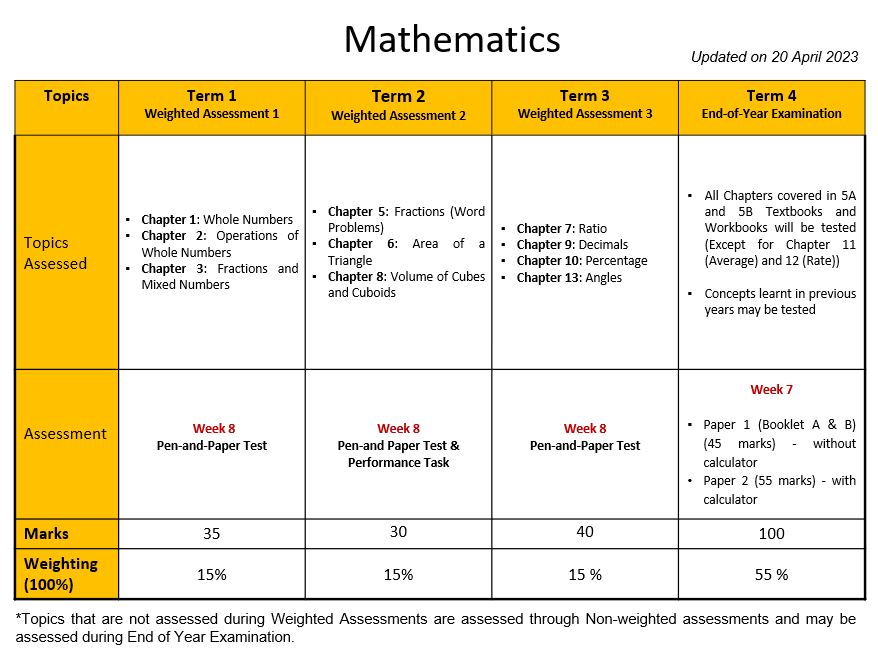 Mathematics
Updated on 20 April 2023
Topics
Term 1
Weighted Assessment 1
Term 2
Weighted Assessment 2
Term 3
Weighted Assessment 3
Term 4
End-of-Year Examination
Topics
Assessed
▪ Chapter 1: Whole Numbers
▪ Chapter 2: Operations of
Whole Numbers
▪ Chapter 3: Fractions and
Mixed Numbers
▪ Chapter 5: Fractions (Word
Problems)
▪ Chapter 6: Area of a
Triangle
▪ Chapter 8: Volume of Cubes
and Cuboids
▪ Chapter 7: Ratio
▪ Chapter 9: Decimals
▪ Chapter 10: Percentage
▪ Chapter 13: Angles
▪ All Chapters covered in 5A
and 5B Textbooks and
Workbooks will be tested
(Except for Chapter 11
(Average) and 12 (Rate))
▪ Concepts learnt in previous
years may be tested
Assessment
Week 8
Pen-and-Paper Test
Week 8
Pen-and Paper Test &
Performance Task
Week 8
Pen-and-Paper Test
Week 7
▪ Paper 1 (Booklet A & B)
(45 marks) - without
calculator
• Paper 2 (55 marks) - with
calculator
Marks
35
30
40
100
Weighting
(100%)
15%
15%
15 %
55 %
*Topics that are not assessed during Weighted Assessments are assessed through Non-weighted assessments and may be
assessed during End of Year Examination.